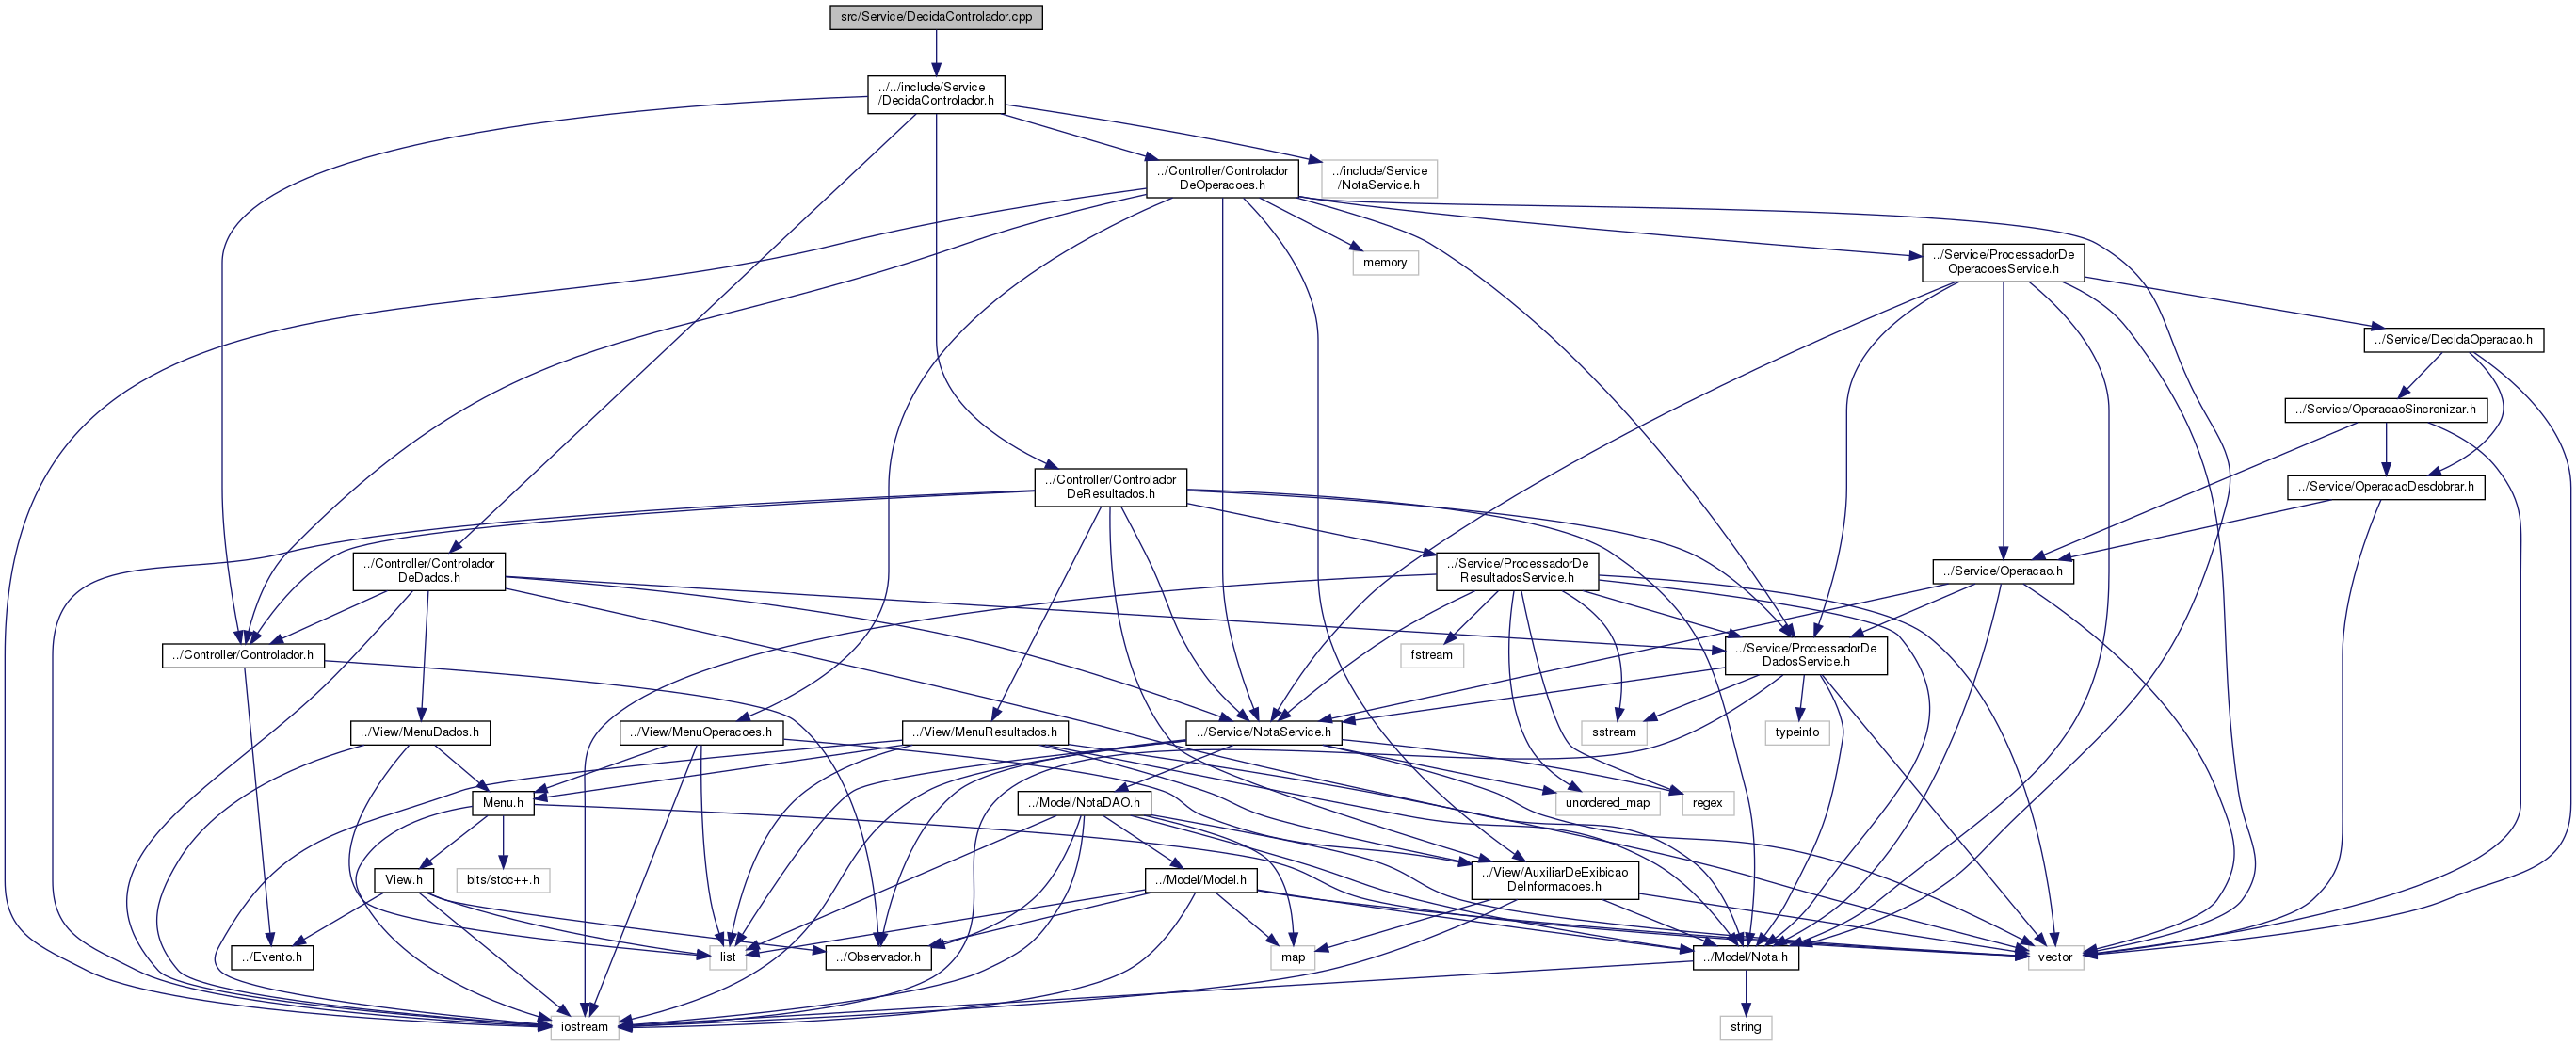 src/Service/DecidaControlador.cpp
../../include/Service
/DecidaControlador.h
../Controller/Controlador
DeOperacoes.h
../include/Service
/NotaService.h
memory
../Service/ProcessadorDe
OperacoesService.h
../Service/DecidaOperacao.h
../Service/OperacaoSincronizar.h
../Controller/Controlador
DeResultados.h
../Service/OperacaoDesdobrar.h
../Controller/Controlador
DeDados.h
../Service/ProcessadorDe
ResultadosService.h
../Service/Operacao.h
../Controller/Controlador.h
fstream
../Service/ProcessadorDe
DadosService.h
../View/MenuDados.h
../View/MenuOperacoes.h
../View/MenuResultados.h
../Service/NotaService.h
sstream
typeinfo
Menu.h
../Model/NotaDAO.h
unordered_map
regex
View.h
bits/stdc++.h
../Model/Model.h
../View/AuxiliarDeExibicao
DeInformacoes.h
../Evento.h
list
../Observador.h
map
../Model/Nota.h
vector
iostream
string